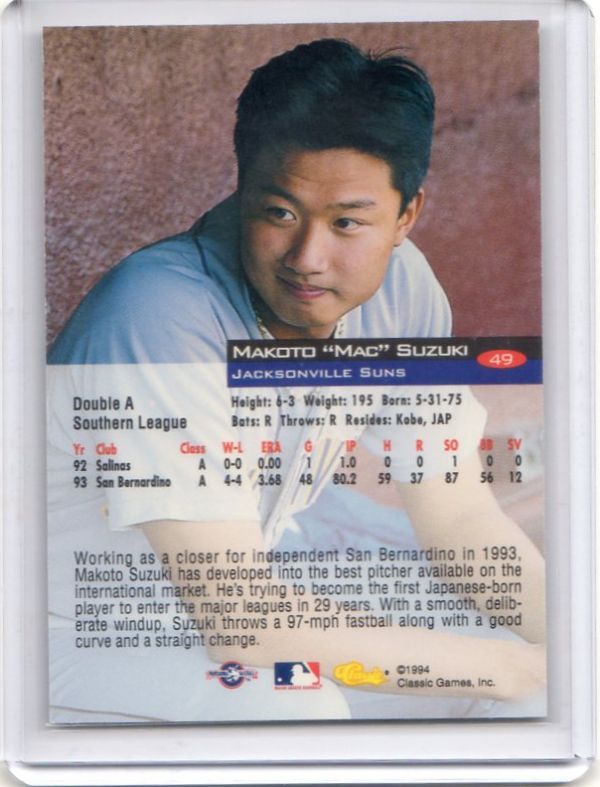 MAKOTO "MAC" SUZUKI 49
JACKSONVILLE SUNS
Double A
Southern League
Height: 6-3 Weight: 195 Born: 5-31-75
Bats: R Throws: R Resides: Kobe, JAP
Yr Club Class W-L ERA G IP H R SO BB SV
92 Salinas A 0-0 0.00 1 1.0 0 0 1 0 0
93 San Bernardino A 4-4 3.68 48 80.2 59 37 87 56 12
Working as a closer for independent San Bernardino in 1993,
Makoto Suzuki has developed into the best pitcher available on the
international market. He's trying to become the first Japanese-born
player to enter the major leagues in 29 years. With a smooth, delib-
erate windup, Suzuki throws a 97-mph fastball along with a good
curve and a straight change.
Classic
©1994
Classic Games, Inc.